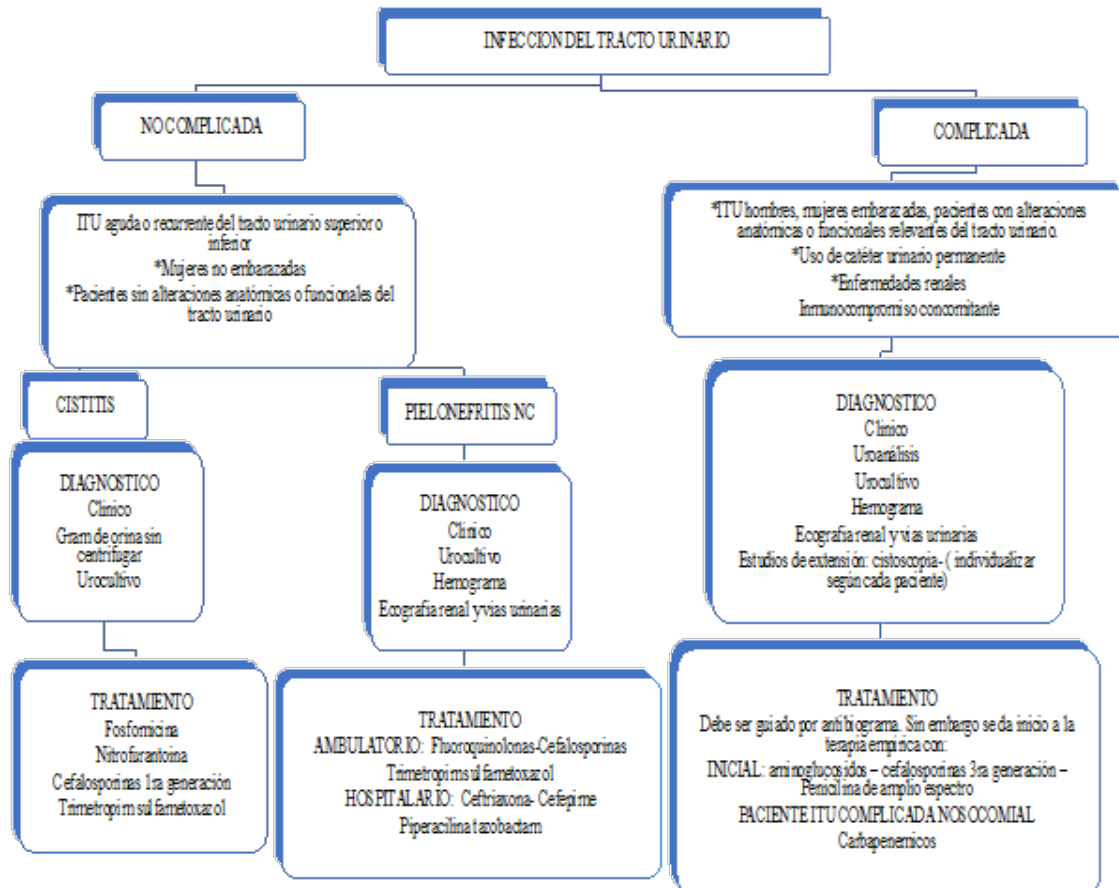 INFECCION DEL TRACTO URINARIO
NO COMPLICADA
COMPLICADA
ITU aguda o recurrente del tracto urinario superior o
inferior
*Mujeres no embarazadas
*Pacientes sin alteraciones anatómicas o funcionales del
tracto urinario
*ITU hombres, mujeres embarazadas, pacientes con alteraciones
anatómicas o funcionales relevantes del tracto urinario.
*Uso de catéter urinario permanente
*Enfermedades renales
Inmunocompromiso concomitante
CISTITIS
PIELONEFRITIS NC
DIAGNOSTICO
Clinico
Gram de orina sin
centrifugar
Urocultivo
DIAGNOSTICO
Clinico
Urocultivo
Hemograma
Ecografia renal y vias urinarias
DIAGNOSTICO
Clinico
Uroanálisis
Urocultivo
Hemograma
Ecografia renal y vias urinarias
Estudios de extensión: cistoscopia- ( individualizar
según cada paciente)
TRATAMIENTO
Fosfomicina
Nitrofurantoina
Cefalosporinas 1ra generación
Trimetropim sulfametoxazol
TRATAMIENTO
AMBULATORIO: Fluoroquinolonas-Cefalosporinas
Trimetropim sulfametoxazol
HOSPITALARIO: Ceftriaxona- Cefepime
Piperacilina tazobactam
TRATAMIENTO
Debe ser guiado por antibiograma. Sin embargo se da inicio a la
terapia empirica con:
INICIAL: aminoglucosidos – cefalosporinas 3ra generación –
Penicilina de amplio espectro
PACIENTE ITU COMPLICADA NOSOCOMIAL
Carbapenemicos